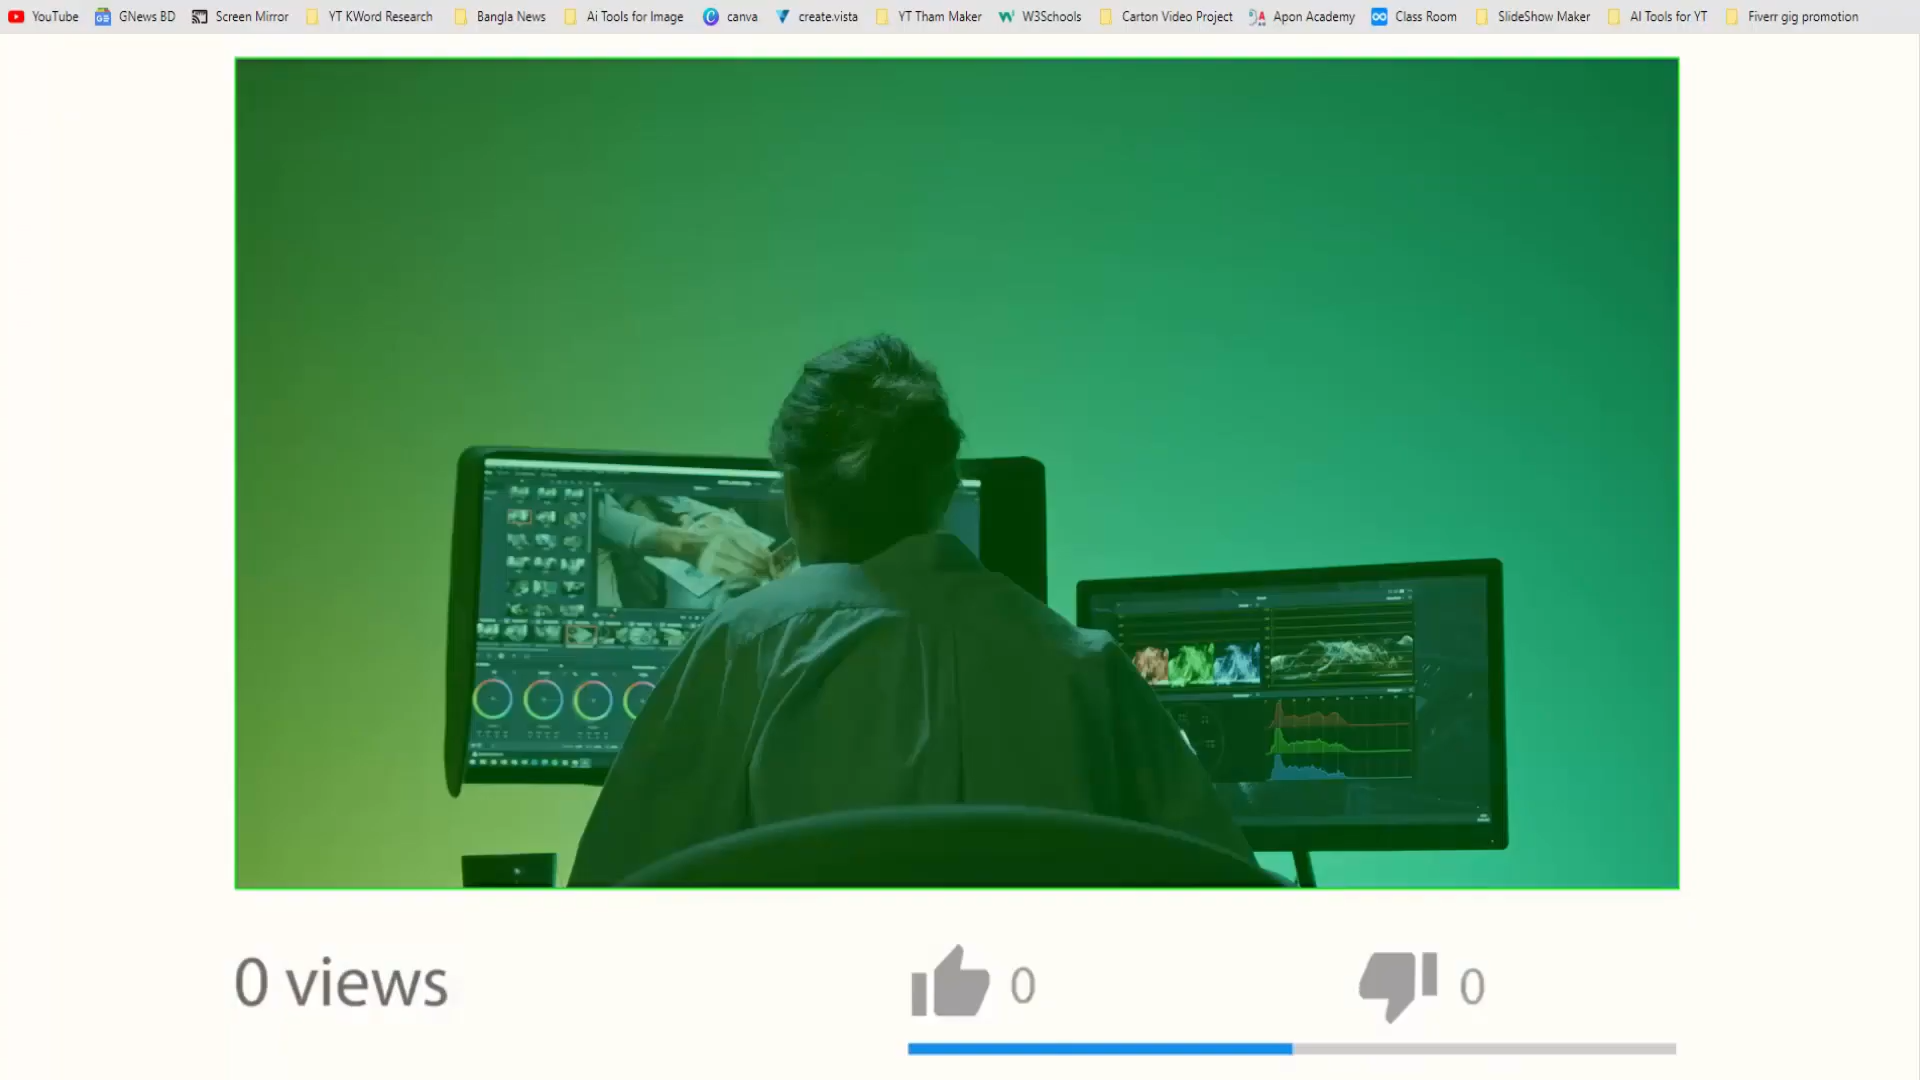 YouTube GNews BD Screen Mirror YT KWord Research Bangla News Ai Tools for Image canva create.vista YT Tham Maker W3Schools Carton Video Project Apon Academy Class Room SlideShow Maker AI Tools for YT Fiverr gig promotion
0 views 0 0